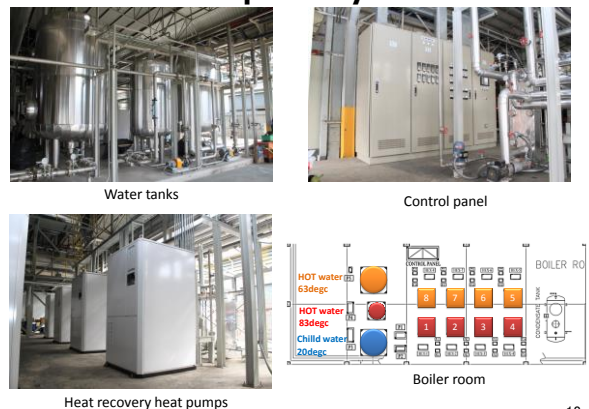 Water tanks
Control panel
CONTROL PANEL
BOILER RO
HOT water
63degc
8
7
6
5
CONDENSATE TANK
HOT water
83degc
1
2
3
4
Chilld water
20degc
Boiler room
Heat recovery heat pumps